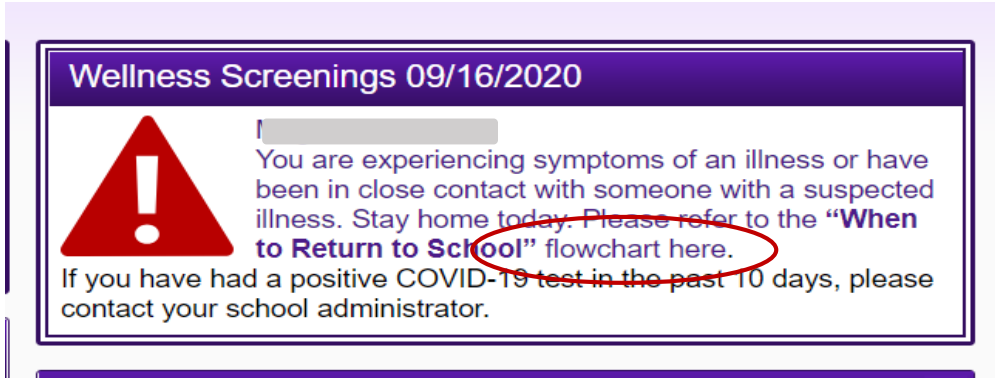 Wellness Screenings 09/16/2020
You are experiencing symptoms of an illness or have
been in close contact with someone with a suspected
illness. Stay home today. Please refer to the “When
to Return to School” flowchart here.
If you have had a positive COVID-19 test in the past 10 days, please
contact your school administrator.